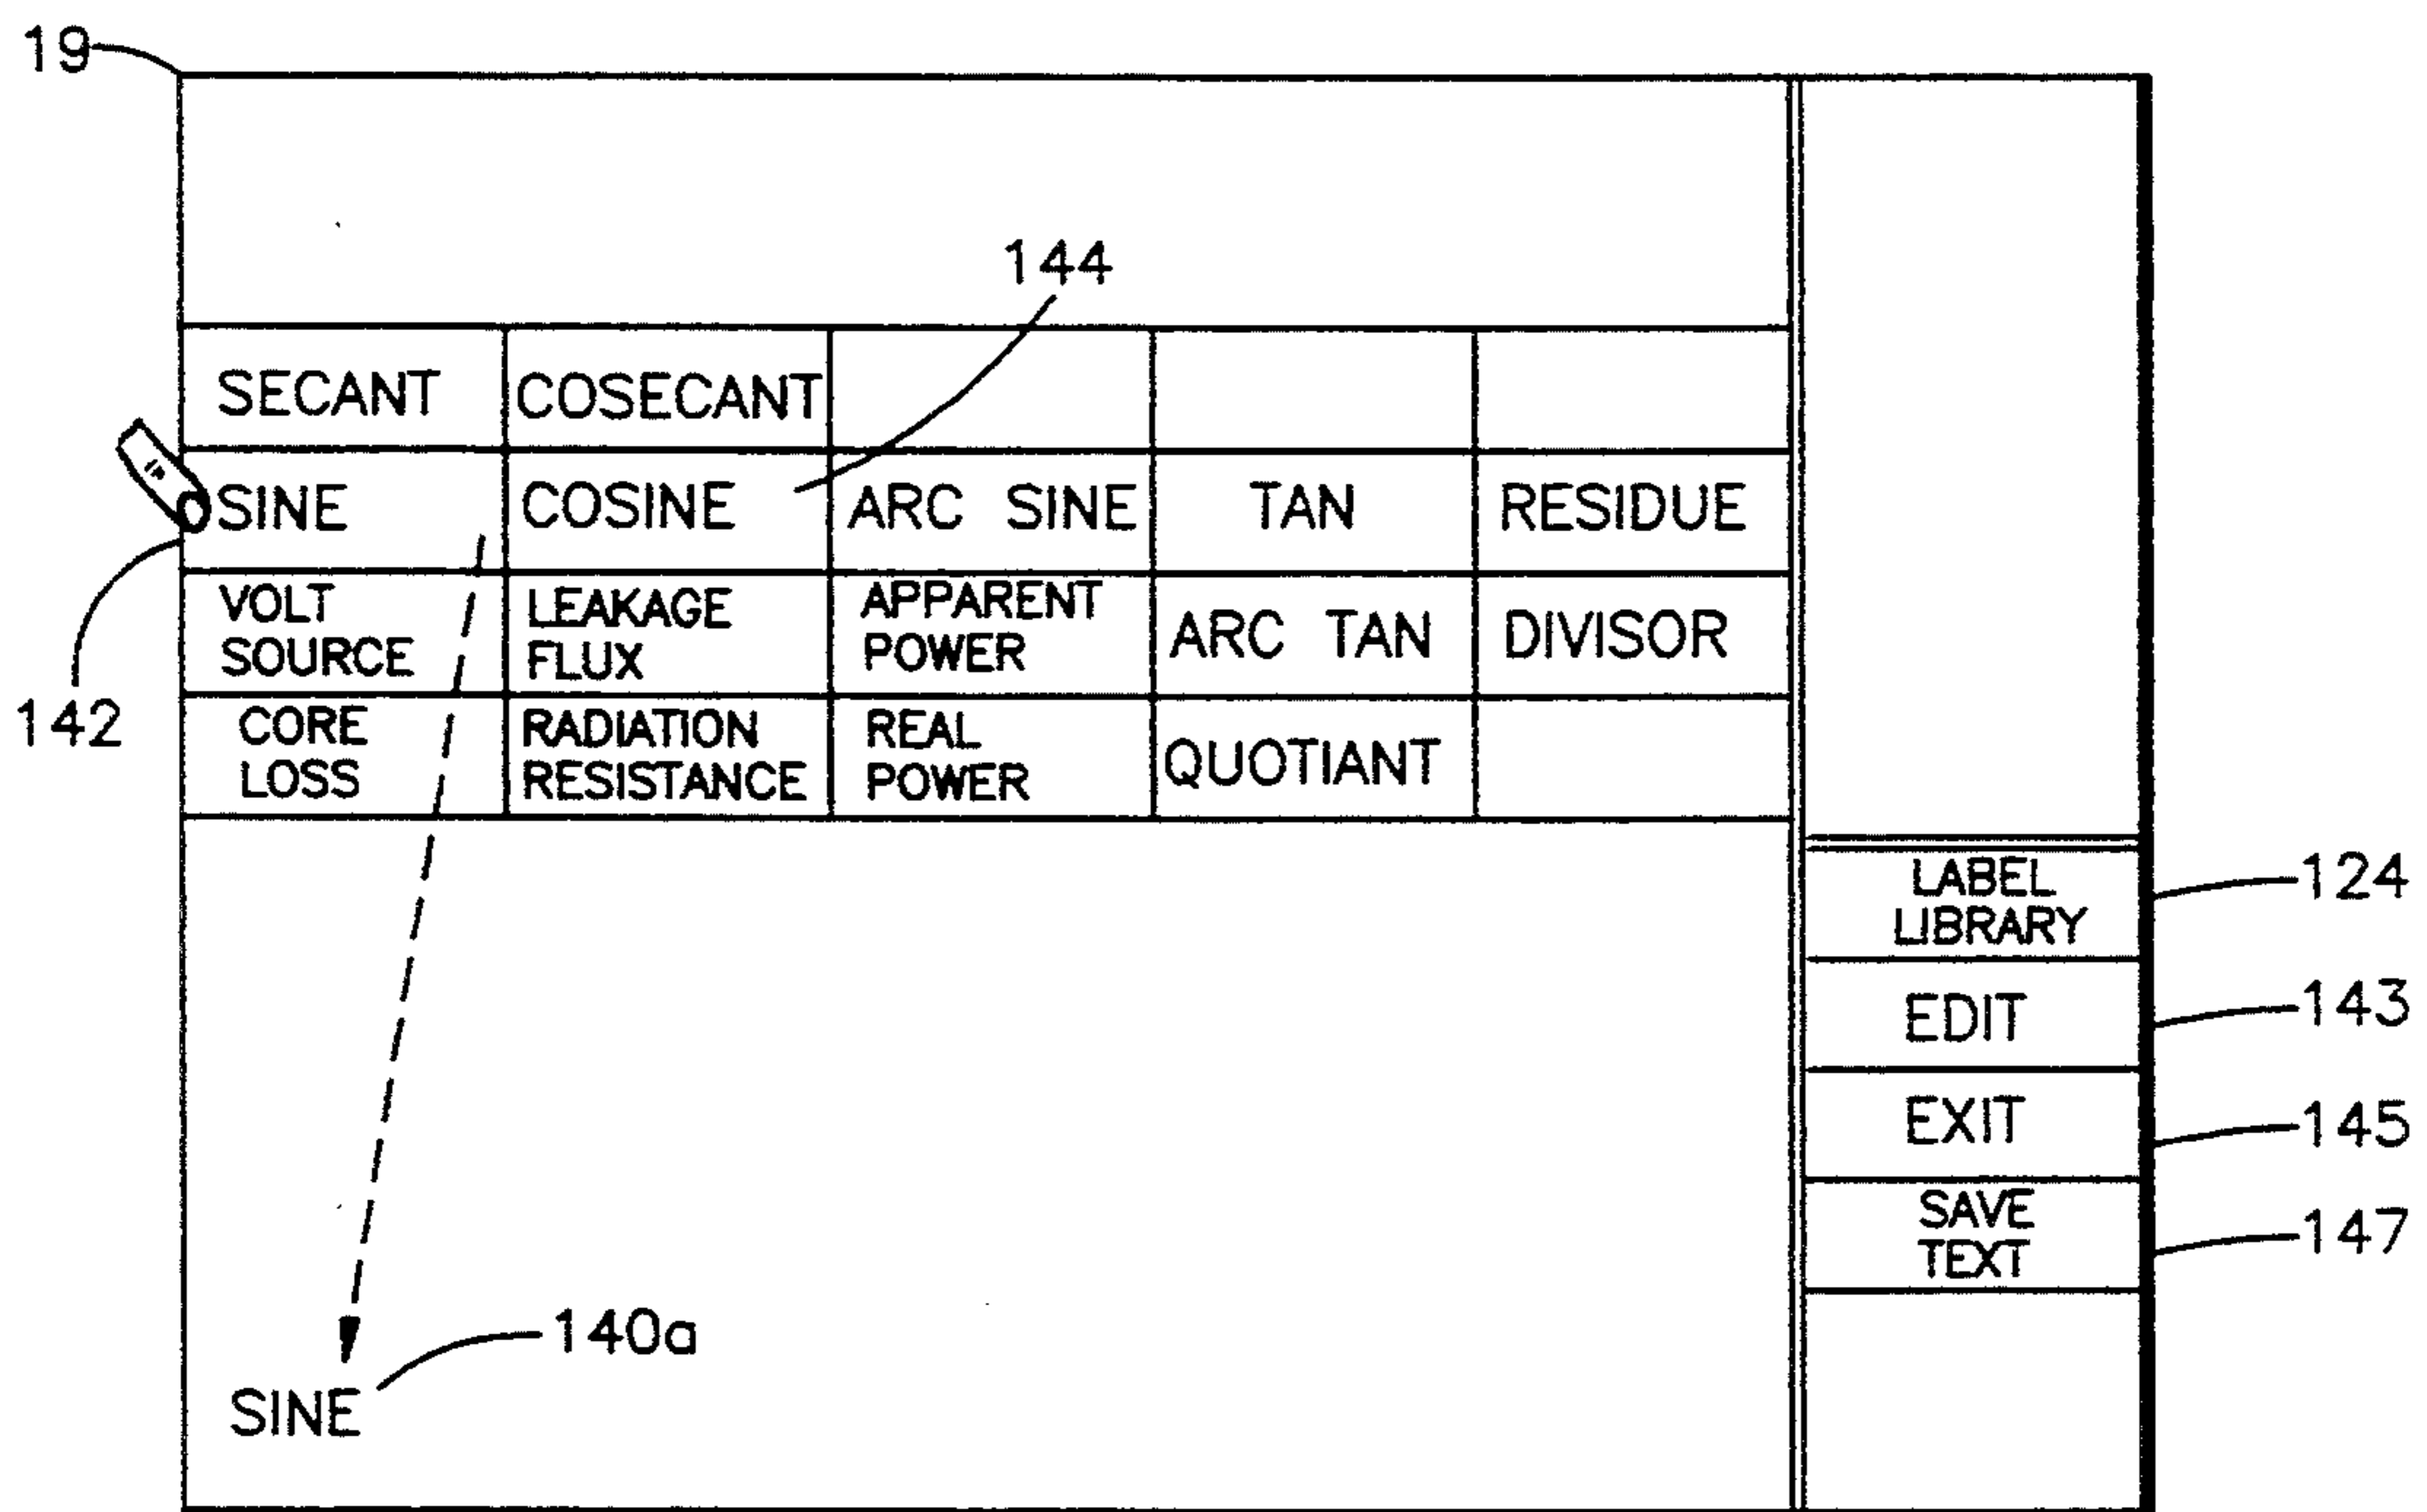 19
144
SECANT COSECANT
SINE COSINE ARC SINE TAN RESIDUE
VOLT SOURCE LEAKAGE FLUX APPARENT POWER ARC TAN DIVISOR
142
CORE LOSS RADIATION RESISTANCE REAL POWER QUOTIANT
LABEL
LIBRARY
124
EDIT
143
EXIT
145
SAVE
TEXT
147
140a
SINE